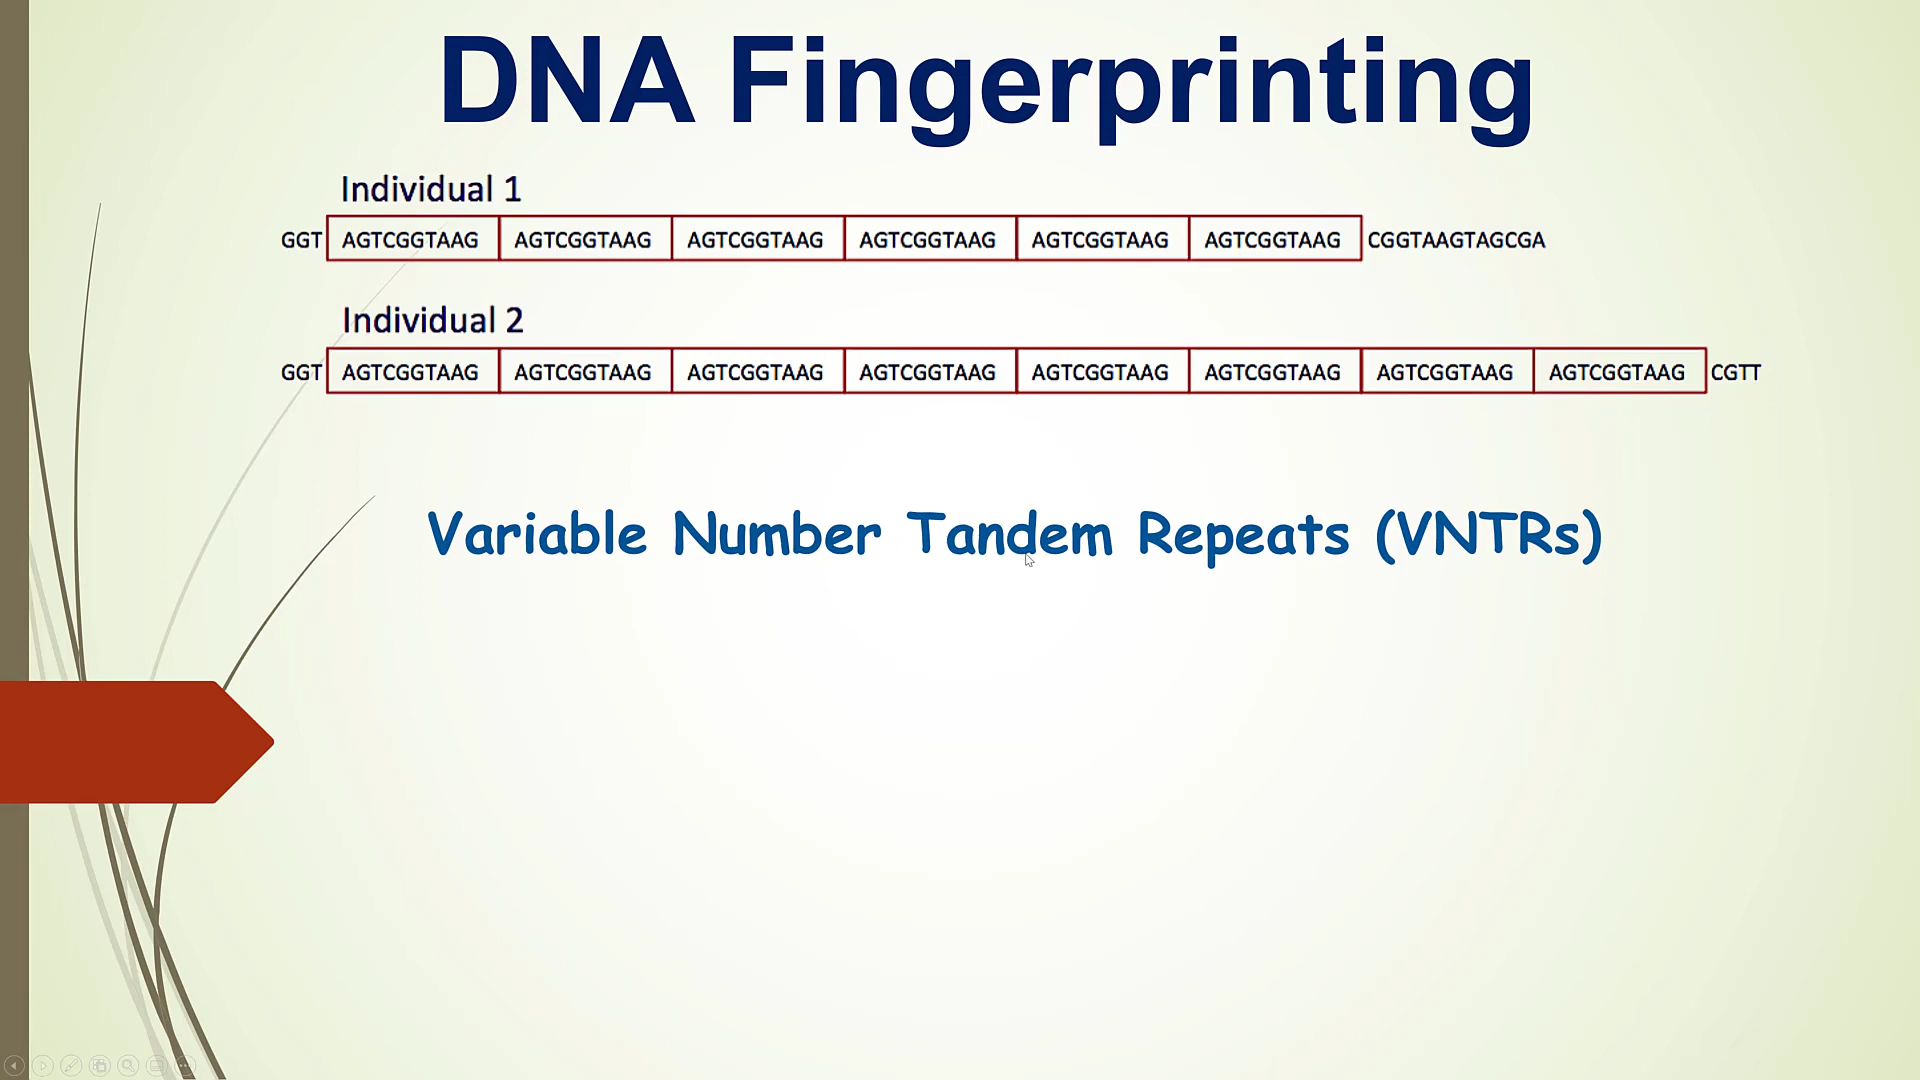 DNA Fingerprinting
Individual 1
GGT AGTCGGTAAG AGTCGGTAAG AGTCGGTAAG AGTCGGTAAG AGTCGGTAAG AGTCGGTAAG CGGTAAGTAGCGA
Individual 2
GGT AGTCGGTAAG AGTCGGTAAG AGTCGGTAAG AGTCGGTAAG AGTCGGTAAG AGTCGGTAAG AGTCGGTAAG AGTCGGTAAG CGTT
Variable Number Tandem Repeats (VNTRs)